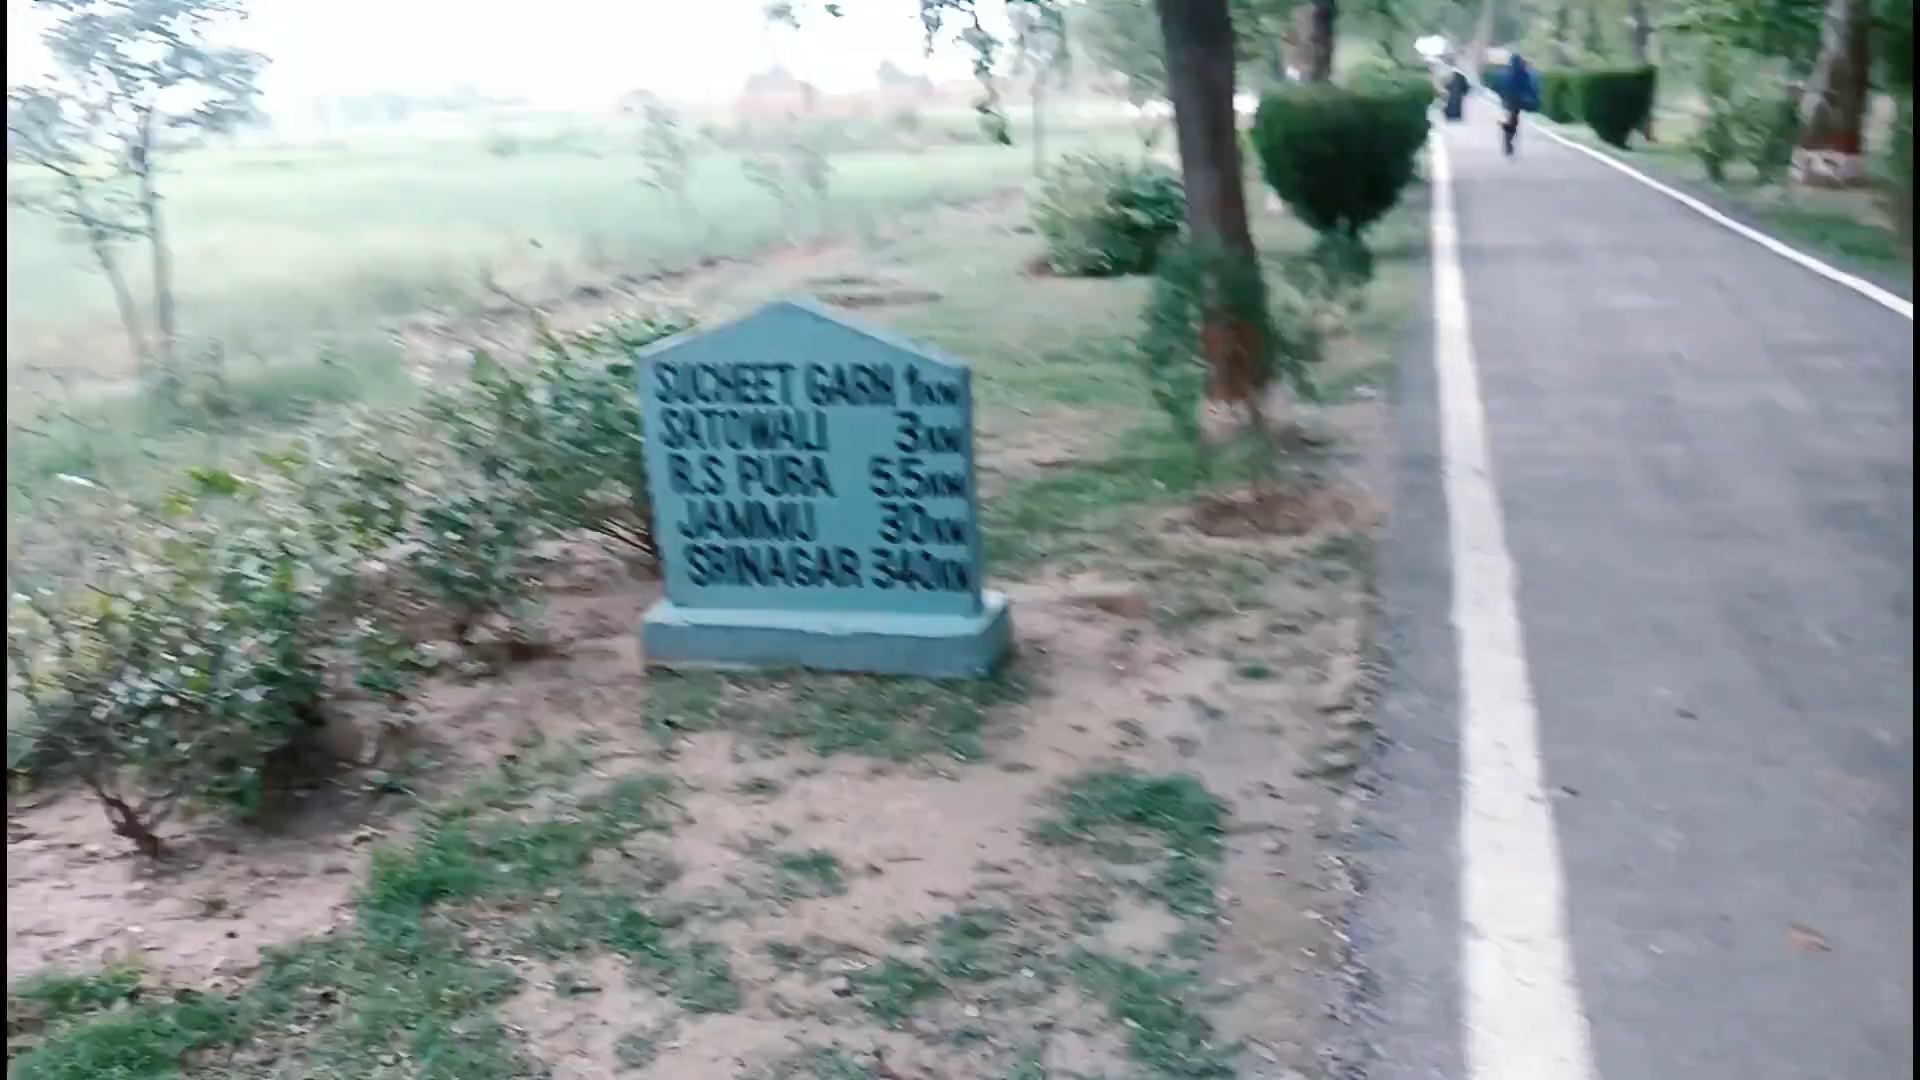 SUCHEET GARH 1KM
SATOWALI 3KM
R.S PURA 5.5KM
JAMMU 30KM
SRINAGAR 340KM